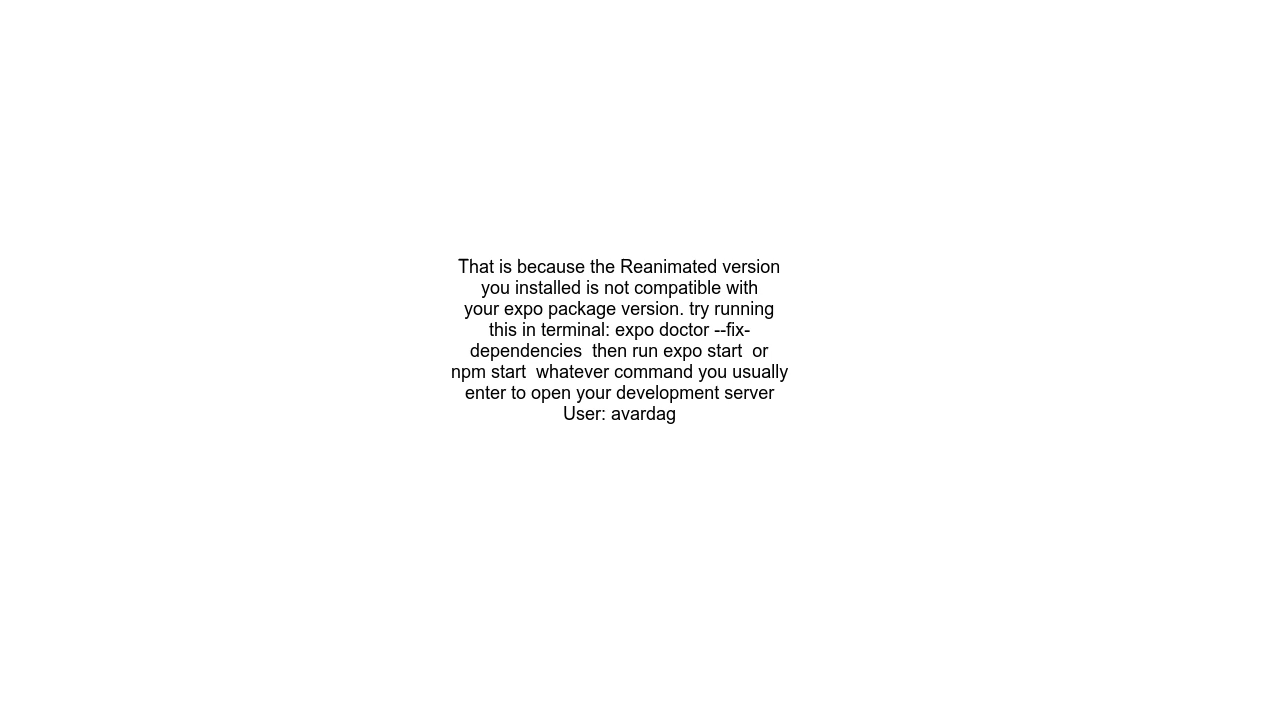 That is because the Reanimated version
you installed is not compatible with
your expo package version. try running
this in terminal: expo doctor --fix-
dependencies  then run expo start  or
npm start  whatever command you usually
enter to open your development server
User: avardag